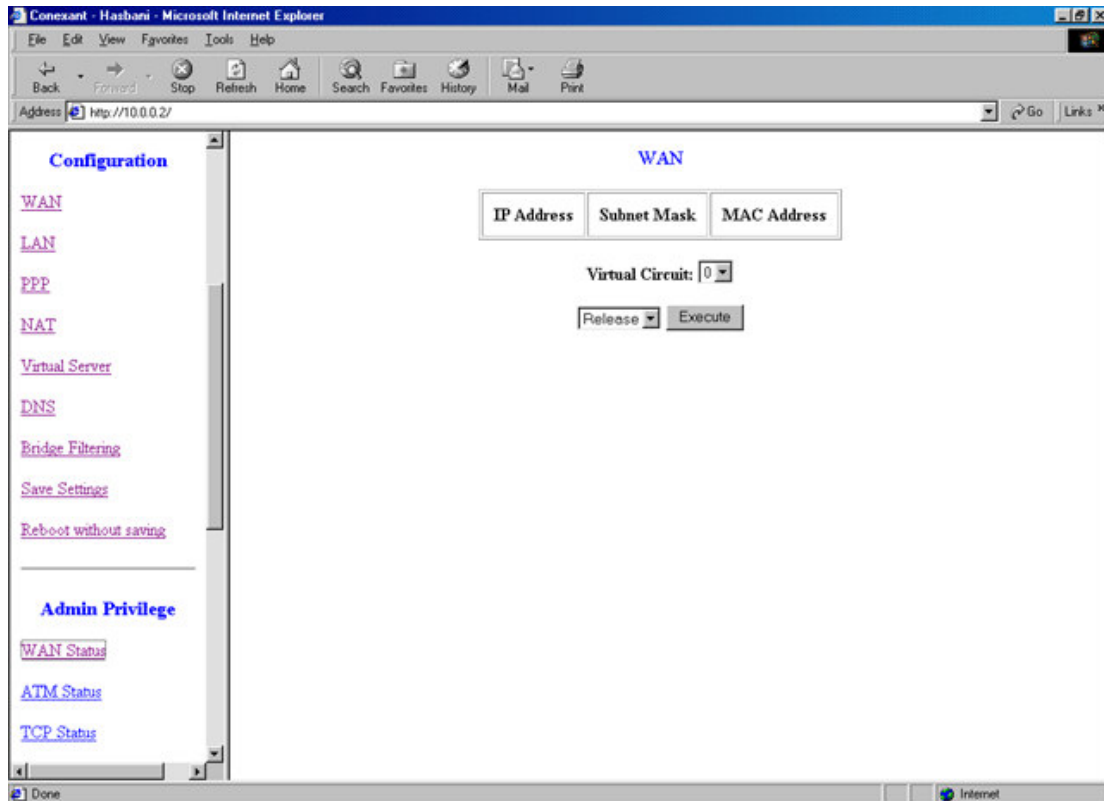 Conexant - Hasbani - Microsoft Internet Explorer
File Edit View Favorites Tools Help
Back Forward Stop Refresh Home Search Favorites History Mail Print
Address http://10.0.0.2/ Go Links »
Configuration
WAN
LAN
PPP
NAT
Virtual Server
DNS
Bridge Filtering
Save Settings
Reboot without saving
Admin Privilege
WAN Status
ATM Status
TCP Status
WAN
IP Address Subnet Mask MAC Address
Virtual Circuit: 0
Release Execute
Done Internet